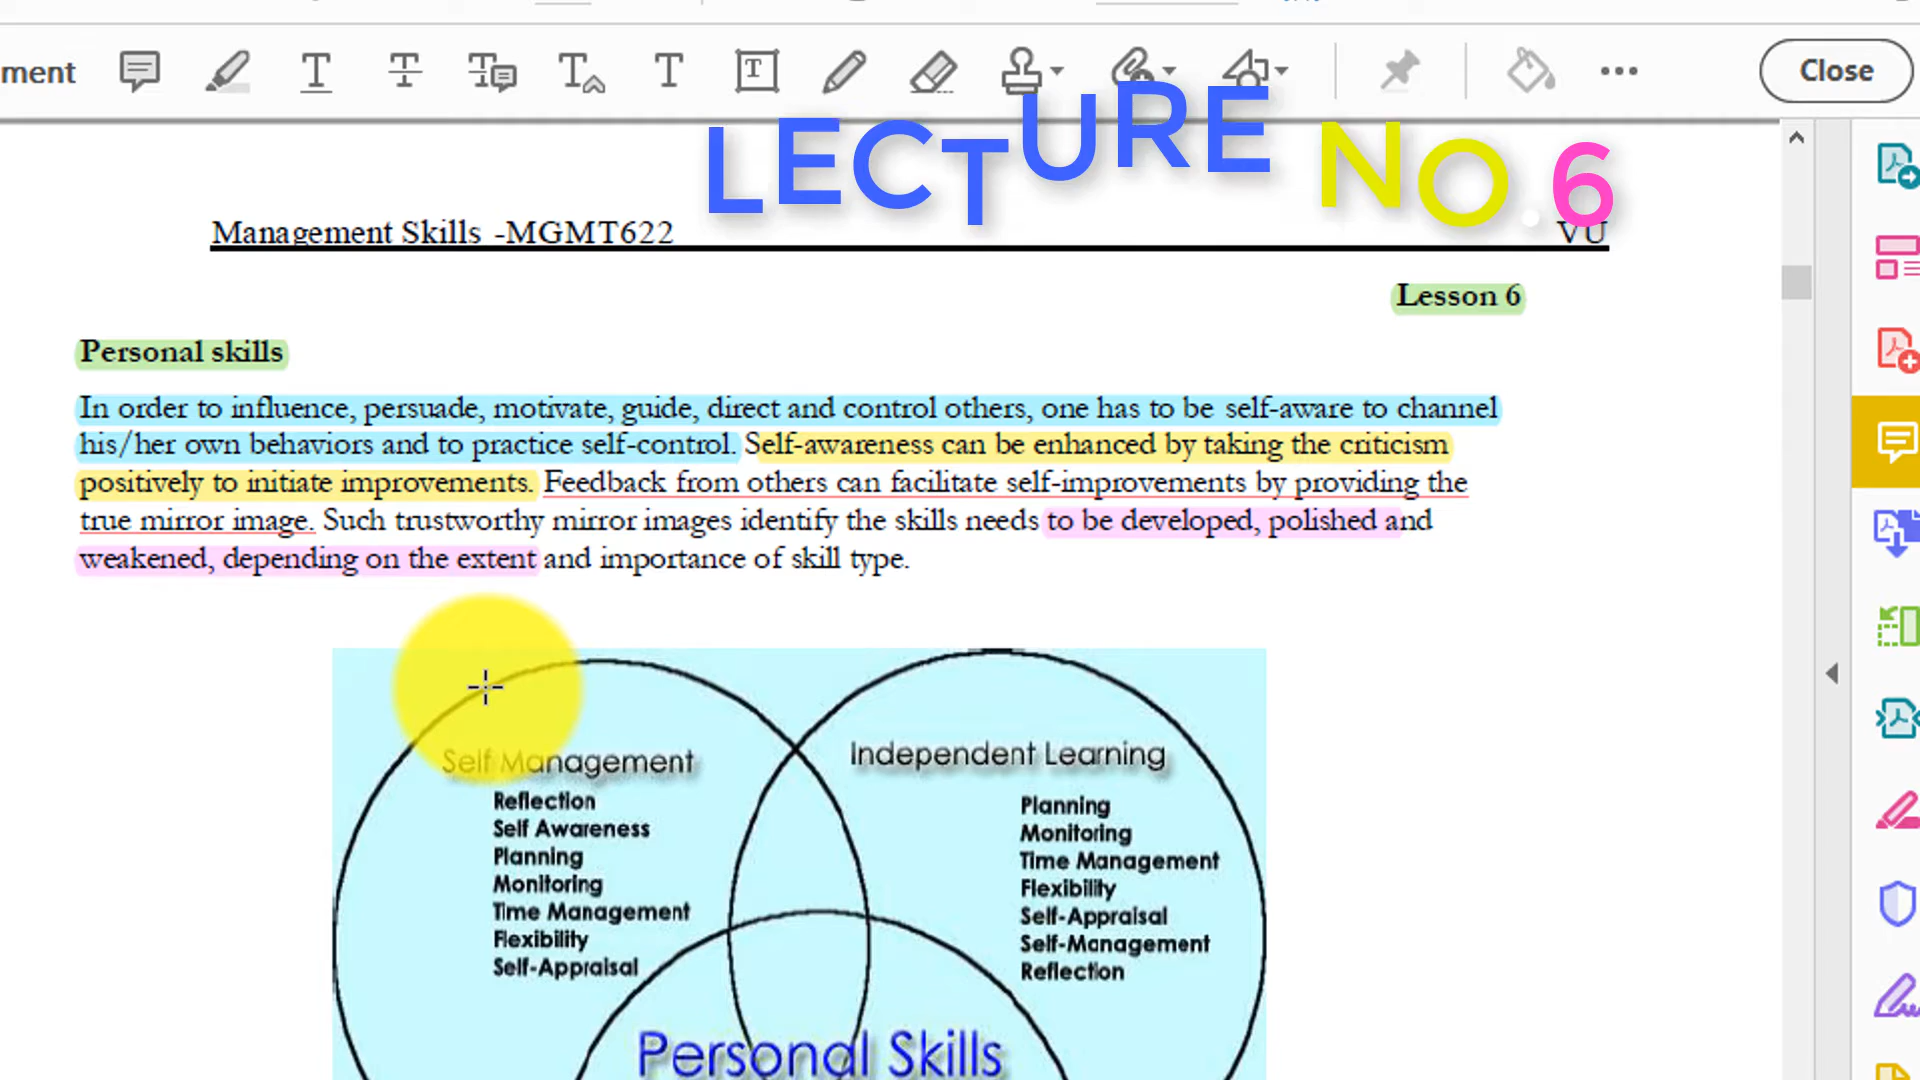 ment
Close
LECTURE NO.6
Management Skills -MGMT622 VU
Lesson 6
Personal skills
In order to influence, persuade, motivate, guide, direct and control others, one has to be self-aware to channel
his/her own behaviors and to practice self-control. Self-awareness can be enhanced by taking the criticism
positively to initiate improvements. Feedback from others can facilitate self-improvements by providing the
true mirror image. Such trustworthy mirror images identify the skills needs to be developed, polished and
weakened, depending on the extent and importance of skill type.
Self Management
Reflection
Self Awareness
Planning
Monitoring
Time Management
Flexibility
Self-Appraisal
Independent Learning
Planning
Monitoring
Time Management
Flexibility
Self-Appraisal
Self-Management
Reflection
Personal Skills